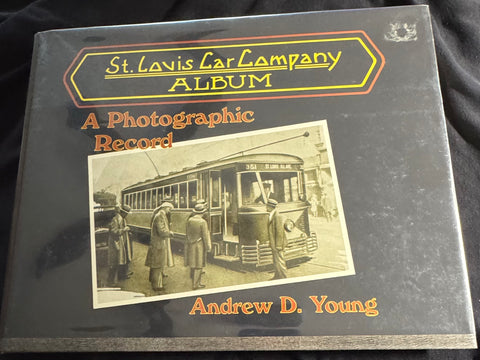 St. Louis Car Company
ALBUM
A Photographic
Record
351
Andrew D. Young